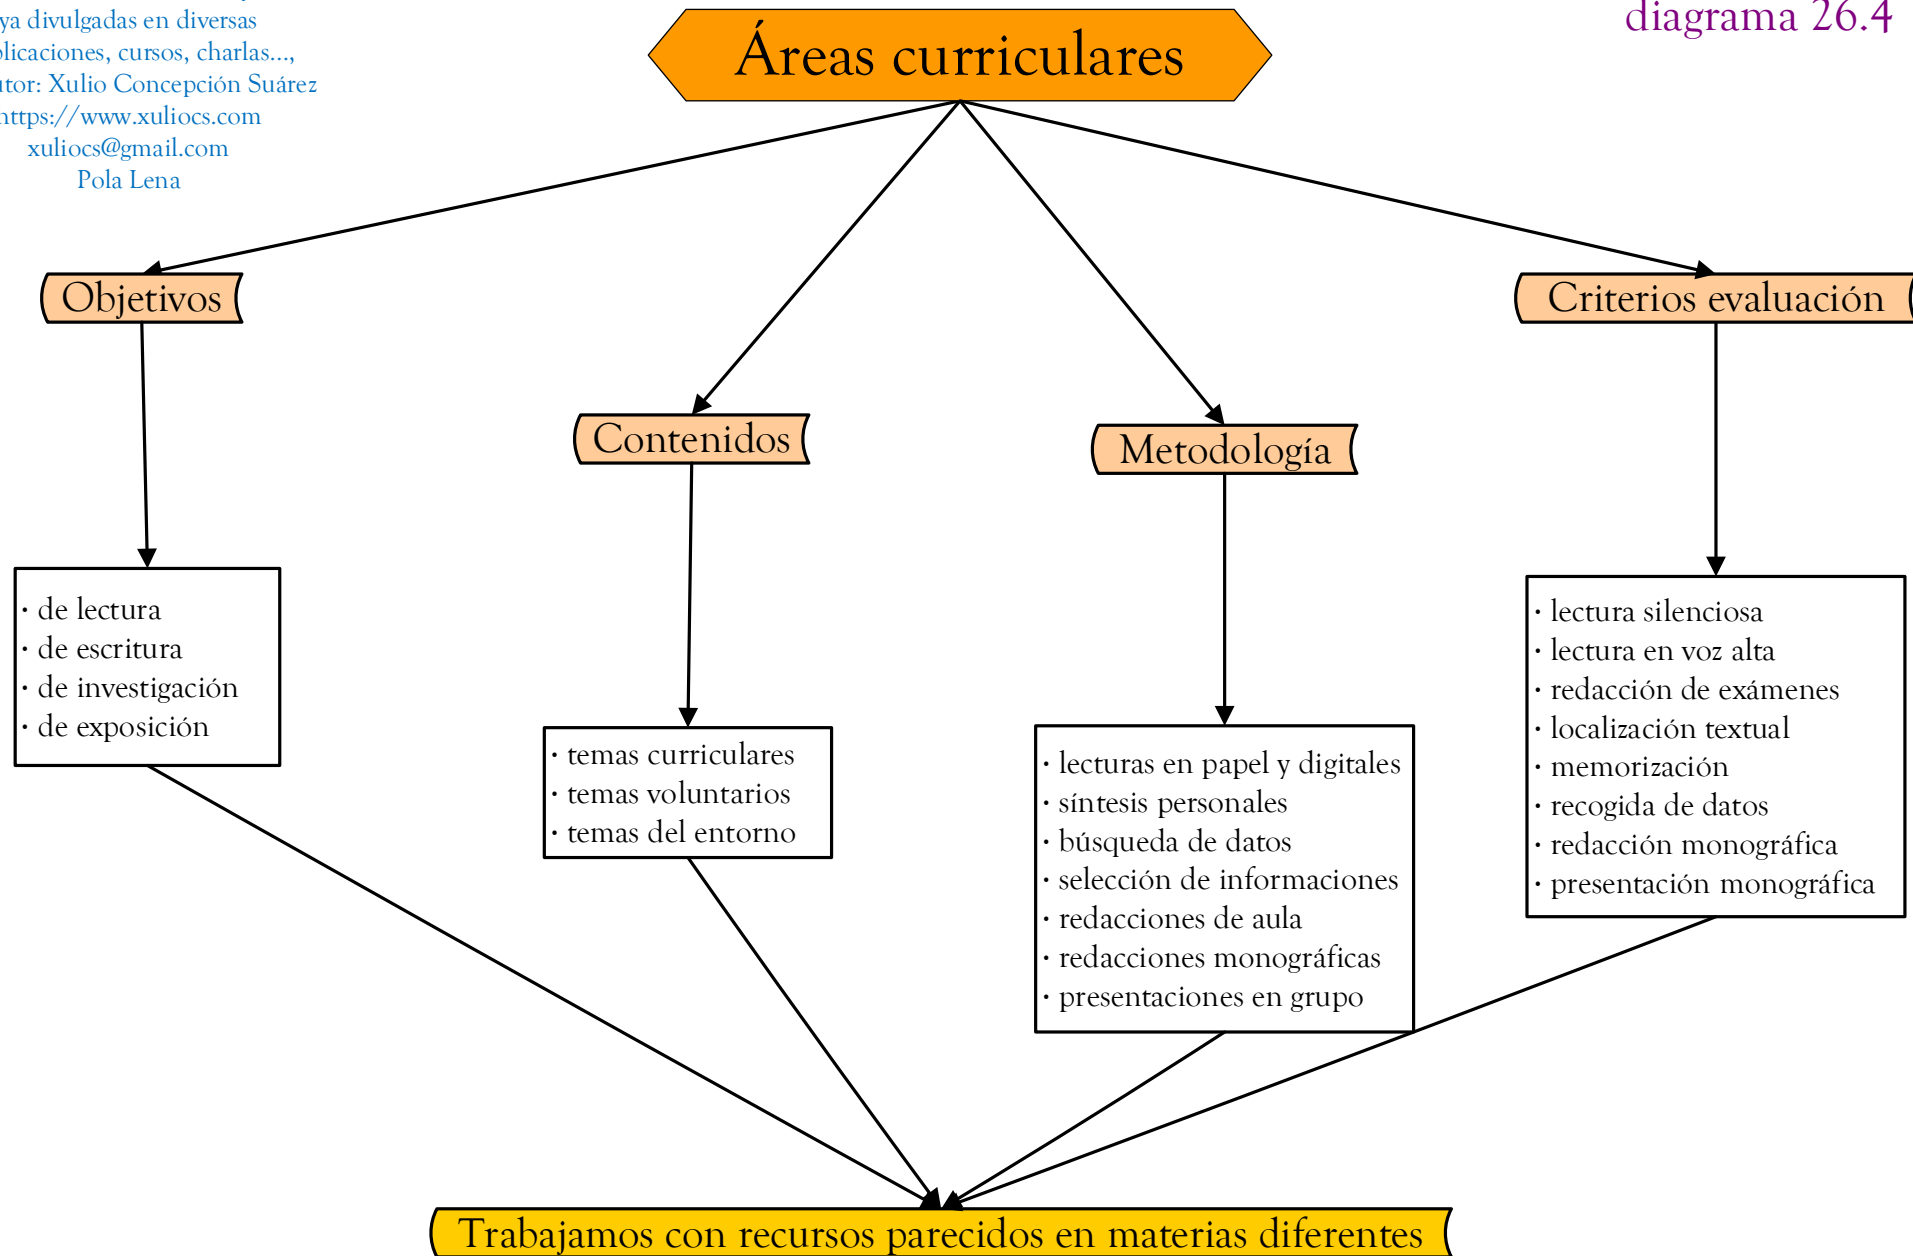 ya divulgadas en diversas
cursos, charlas...,
Xulio Concepción Suárez
https://www.xuliocs.com
xuliocs@gmail.com
Pola Lena
diagrama 26.4
Áreas curriculares
Objetivos
Criterios evaluación
Contenidos
Metodología
· de lectura
· de escritura
· de investigación
· de exposición
· temas curriculares
· temas voluntarios
· temas del entorno
· lecturas en papel y digitales
· síntesis personales
· búsqueda de datos
· selección de informaciones
· redacciones de aula
· redacciones monográficas
· presentaciones en grupo
· lectura silenciosa
· lectura en voz alta
· redacción de exámenes
· localización textual
· memorización
· recogida de datos
· redacción monográfica
· presentación monográfica
Trabajamos con recursos parecidos en materias diferentes